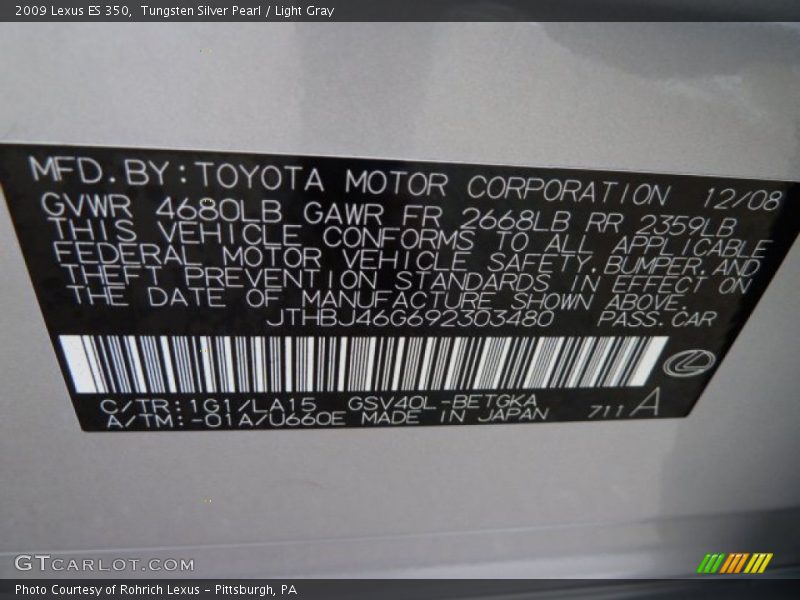 2009 Lexus ES 350,  Tungsten Silver Pearl / Light Gray
MFD.BY:TOYOTA MOTOR CORPORATION 12/08
GVWR 4680LB GAWR FR 2668LB RR 2359LB
THIS VEHICLE CONFORMS TO ALL APPLICABLE
FEDERAL MOTOR VEHICLE SAFETY,BUMPER,AND
THEFT PREVENTION STANDARDS IN EFFECT ON
THE DATE OF MANUFACTURE SHOWN ABOVE.
JTHBJ46G692303480 PASS.CAR
C/TR:1G1/LA15 GSV40L-BETGKA
A/TM:-01A/U660E MADE IN JAPAN 711A
GTCARLOT.COM
Photo Courtesy of Rohrich Lexus - Pittsburgh, PA